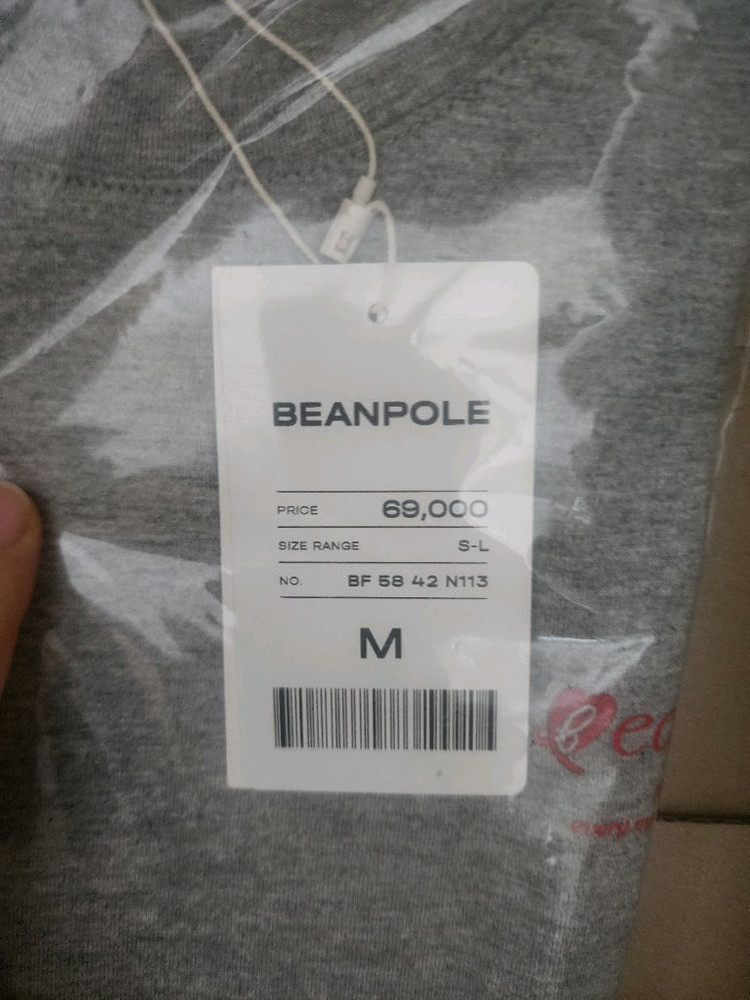 BEANPOLE
PRICE 69,000
SIZE RANGE S-L
NO. BF 58 42 N113
M